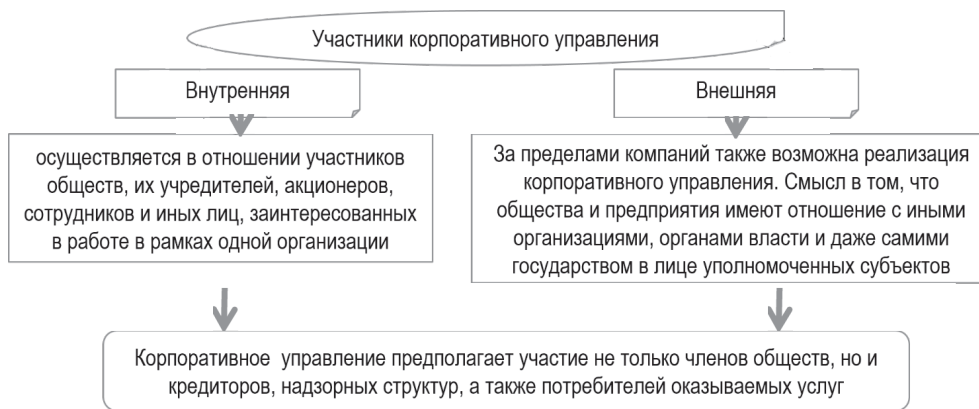 Участники корпоративного управления
Внутренняя
Внешняя
осуществляется в отношении участников
обществ, их учредителей, акционеров,
сотрудников и иных лиц, заинтересованных
в работе в рамках одной организации
За пределами компаний также возможна реализация
корпоративного управления. Смысл в том, что
общества и предприятия имеют отношение с иными
организациями, органами власти и даже самими
государством в лице уполномоченных субъектов
Корпоративное управление предполагает участие не только членов обществ, но и
кредиторов, надзорных структур, а также потребителей оказываемых услуг